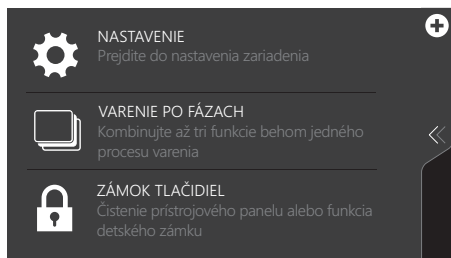 NASTAVENIE
Prejdite do nastavenia zariadenia
VARENIE PO FÁZACH
Kombinujte až tri funkcie behom jedného
procesu varenia
ZÁMOK TLAČIDIEL
Čistenie prístrojového panelu alebo funkcia
detského zámku